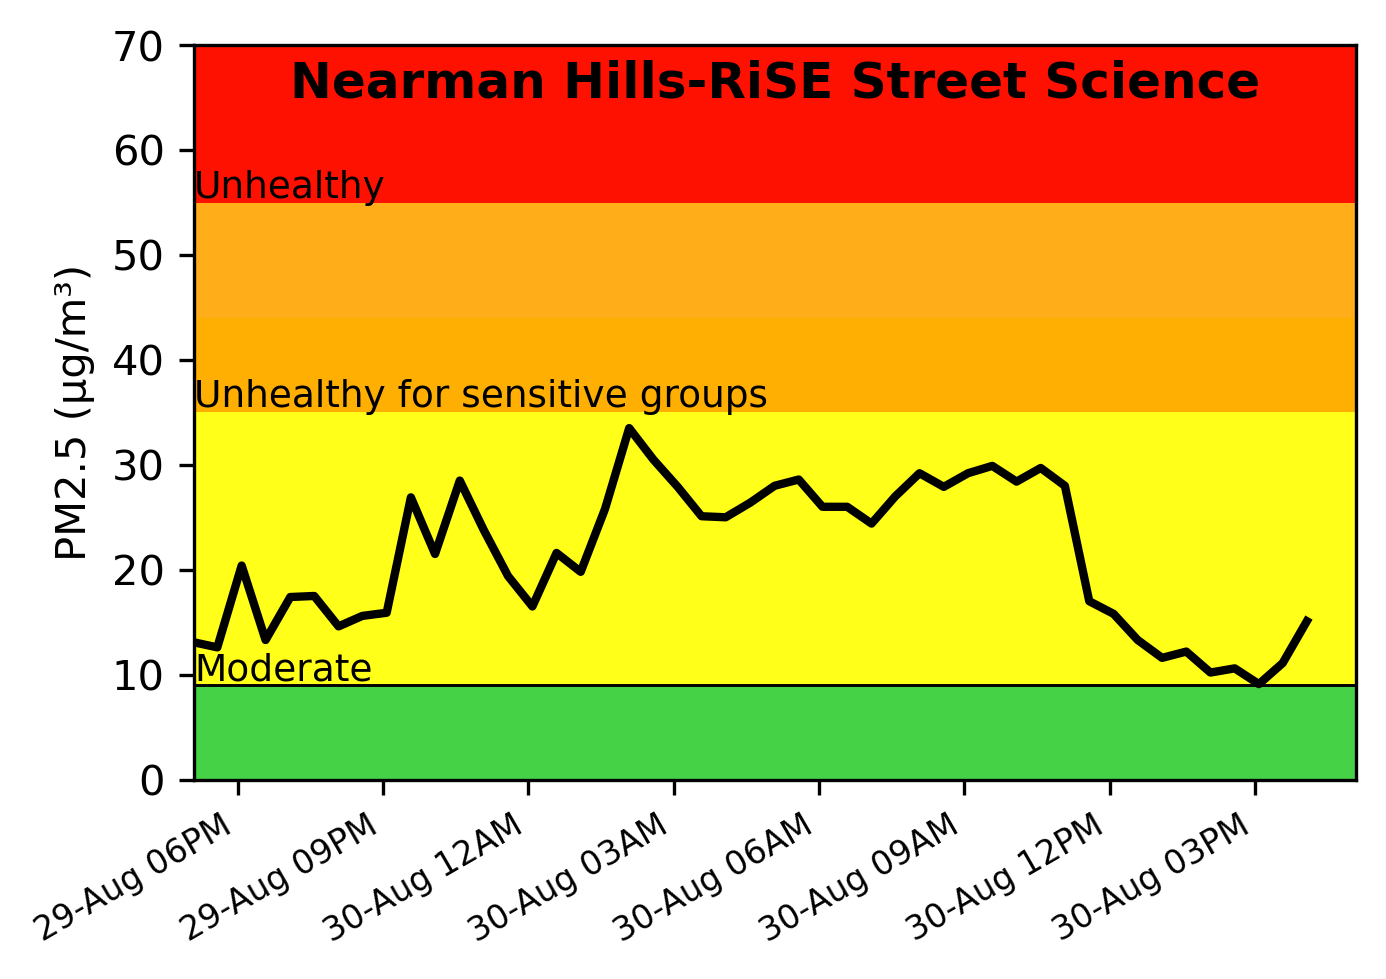 Nearman Hills-RiSE Street Science
PM2.5 (µg/m³)
70
60
50
40
30
20
10
0
Unhealthy
Unhealthy for sensitive groups
Moderate
29-Aug 06PM
29-Aug 09PM
30-Aug 12AM
30-Aug 03AM
30-Aug 06AM
30-Aug 09AM
30-Aug 12PM
30-Aug 03PM